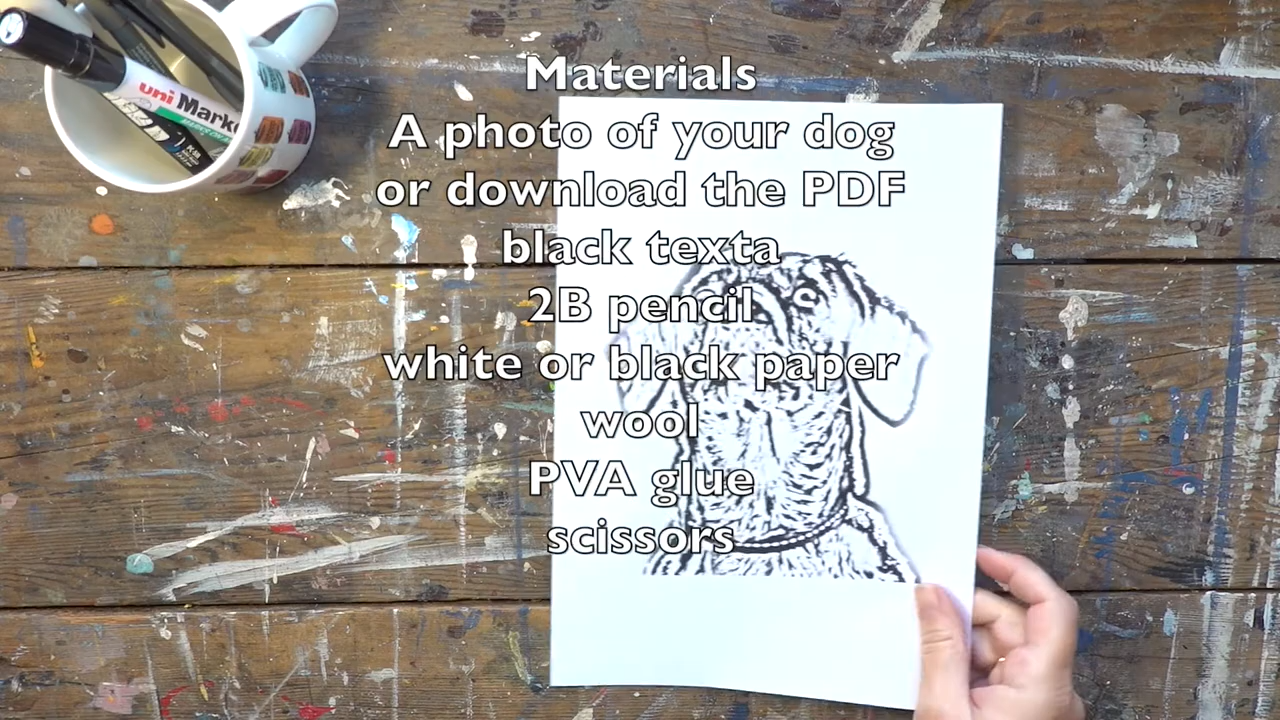 Materials
A photo of your dog
or download the PDF
black texta
2B pencil
white or black paper
wool
PVA glue
scissors
uni Marke